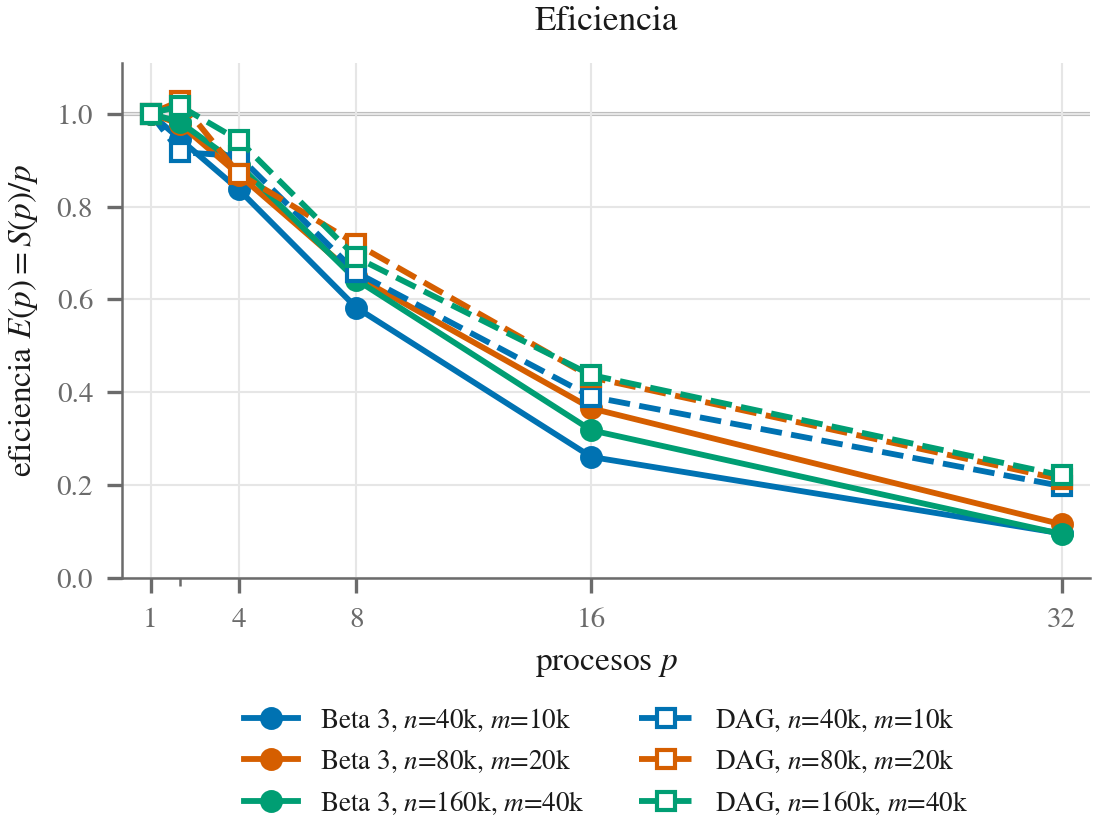 Eficiencia
eficiencia E(p) = S(p)/p
1.0
0.8
0.6
0.4
0.2
0.0
1 4 8 16 32
procesos p
Beta 3, n=40k, m=10k
Beta 3, n=80k, m=20k
Beta 3, n=160k, m=40k
DAG, n=40k, m=10k
DAG, n=80k, m=20k
DAG, n=160k, m=40k